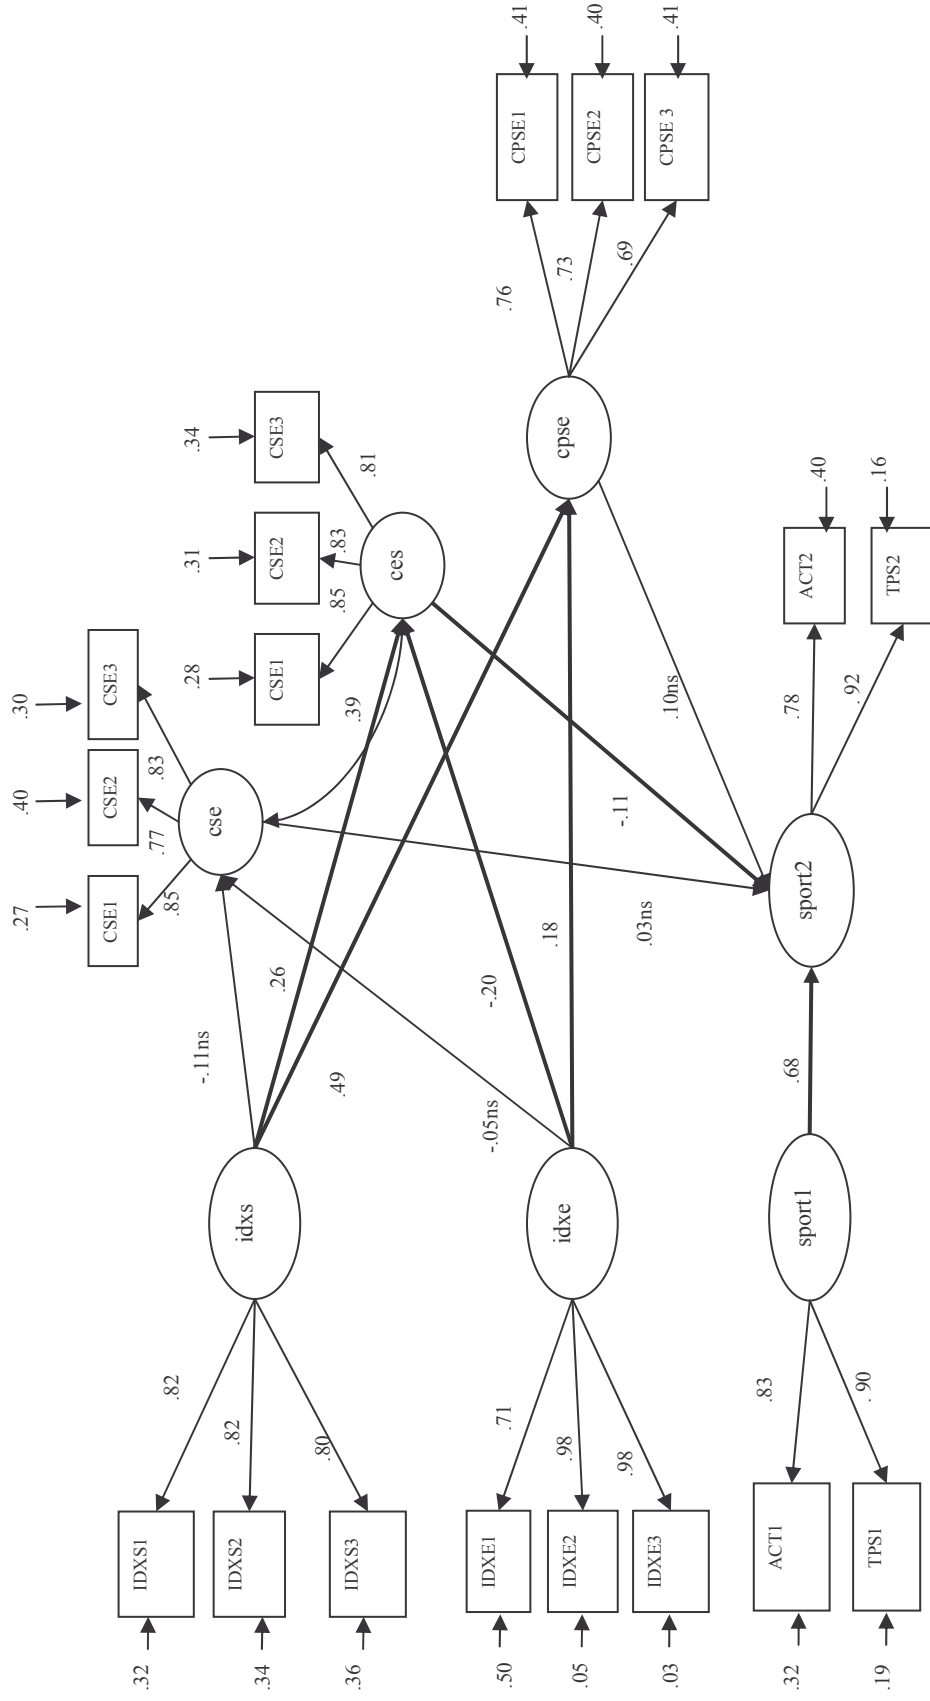 .30
CSE3
.83
.40
CSE2
.77
.27
CSE1
.85
cse
.34
CSE3
.81
.31
CSE2
.83
.28
CSE1
.85
ces
.39
.41
CPSE1
.76
.40
CPSE2
.73
.41
CPSE 3
.69
cpse
-.11ns
.26
.49
-.05ns
-.20
.18
.03ns
-.11
.10ns
.68
idxs
.82
IDXS1
.32
.82
IDXS2
.34
.80
IDXS3
.36
idxe
.71
IDXE1
.50
.98
IDXE2
.05
.98
IDXE3
.03
sport1
.83
ACT1
.32
.90
TPS1
.19
sport2
.78
ACT2
.40
.92
TPS2
.16